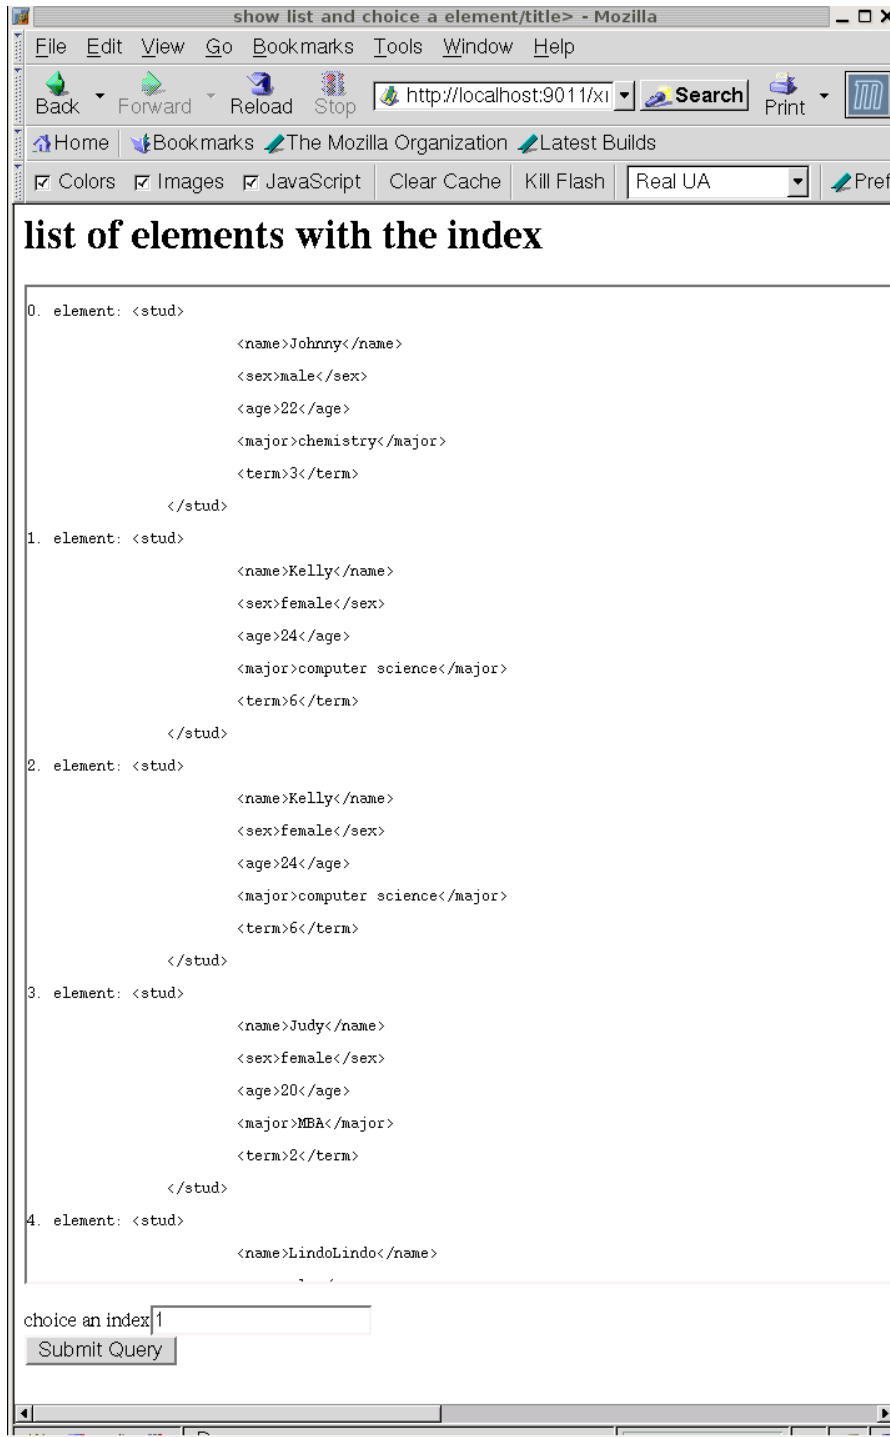 show list and choice a element/title> - Mozilla
File Edit View Go Bookmarks Tools Window Help
Back Forward Reload Stop http://localhost:9011/xı Search Print
Home Bookmarks The Mozilla Organization Latest Builds
Colors Images JavaScript Clear Cache Kill Flash Real UA Pref
list of elements with the index
0. element: <stud>
<name>Johnny</name>
<sex>male</sex>
<age>22</age>
<major>chemistry</major>
<term>3</term>
</stud>
1. element: <stud>
<name>Kelly</name>
<sex>female</sex>
<age>24</age>
<major>computer science</major>
<term>6</term>
</stud>
2. element: <stud>
<name>Kelly</name>
<sex>female</sex>
<age>24</age>
<major>computer science</major>
<term>6</term>
</stud>
3. element: <stud>
<name>Judy</name>
<sex>female</sex>
<age>20</age>
<major>MBA</major>
<term>2</term>
</stud>
4. element: <stud>
<name>LindoLindo</name>
choice an index 1
Submit Query